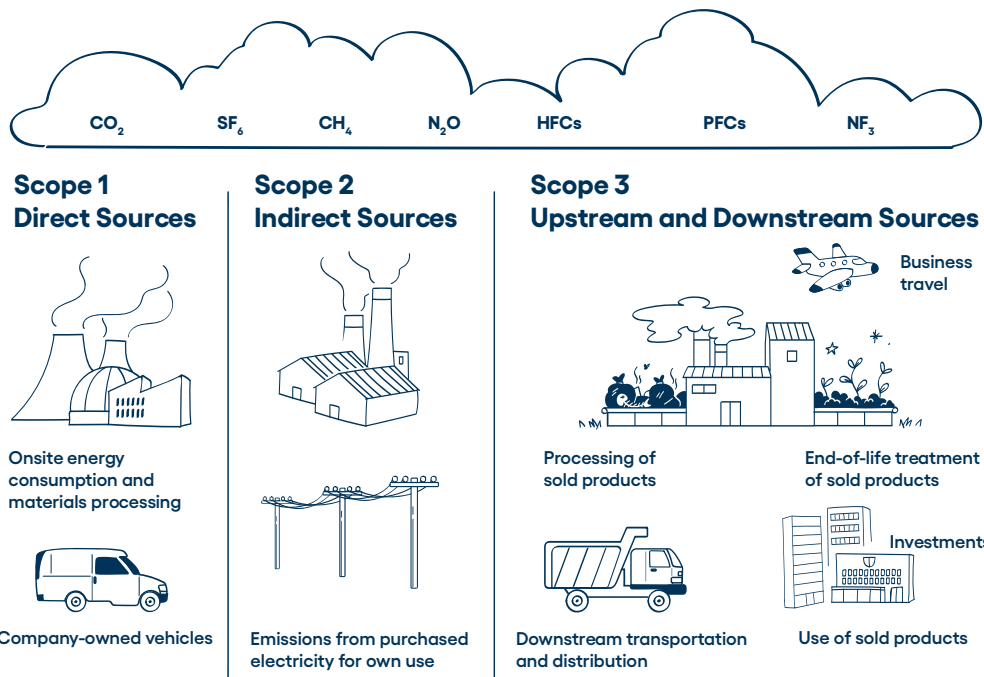 CO₂ SF₆ CH₄ N₂O HFCs PFCs NF₃
Scope 1
Direct Sources
Onsite energy
consumption and
materials processing
Company-owned vehicles
Scope 2
Indirect Sources
Emissions from purchased
electricity for own use
Scope 3
Upstream and Downstream Sources
Business
travel
Processing of
sold products
End-of-life treatment
of sold products
Investments
Downstream transportation
and distribution
Use of sold products